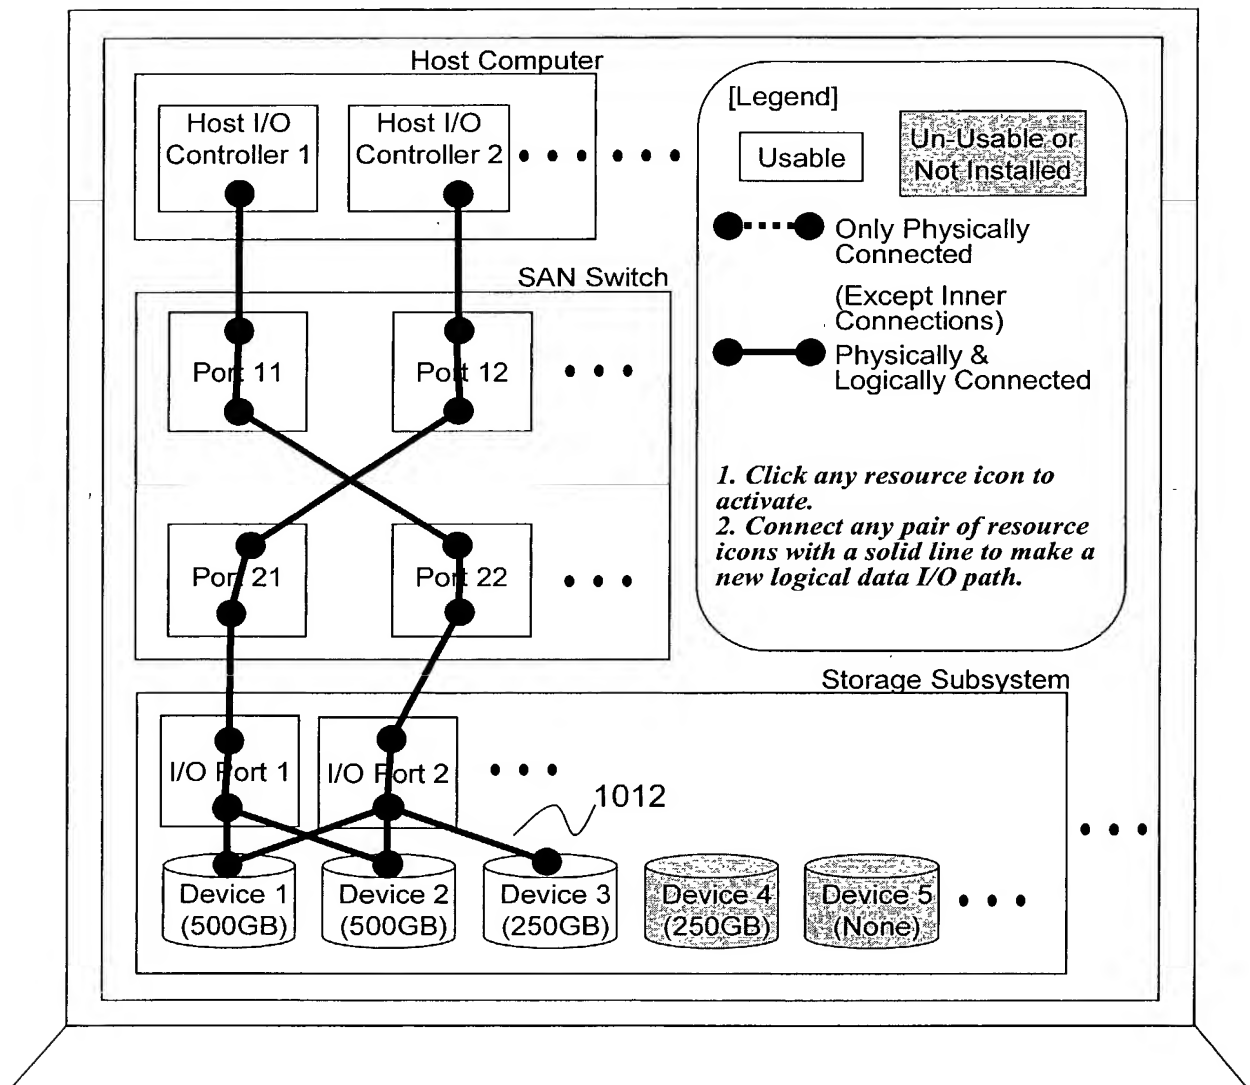 Host Computer
Host I/O
Controller 1
Host I/O
Controller 2
[Legend]
Usable
Un-Usable or
Not Installed
Only Physically
Connected
(Except Inner
Connections)
Physically &
Logically Connected
1. Click any resource icon to
activate.
2. Connect any pair of resource
icons with a solid line to make a
new logical data I/O path.
SAN Switch
Port 11
Port 12
Port 21
Port 22
Storage Subsystem
I/O Port 1
I/O Port 2
1012
Device 1
(500GB)
Device 2
(500GB)
Device 3
(250GB)
Device 4
(250GB)
Device 5
(None)